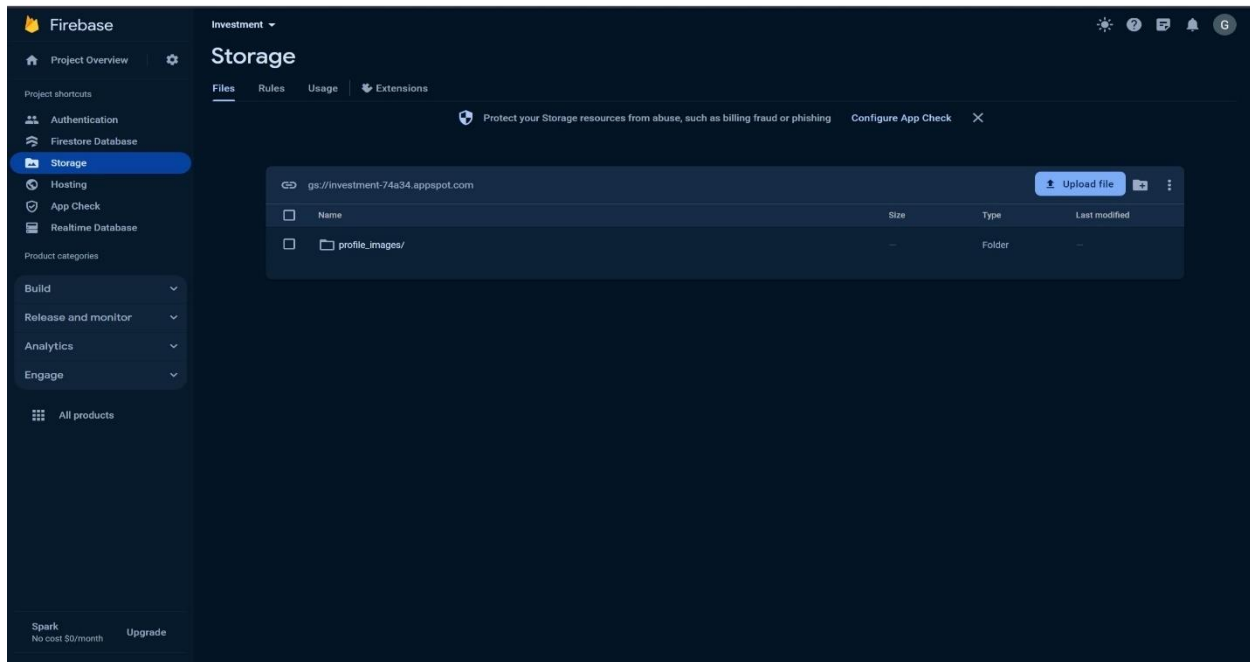 Firebase
Project Overview
Project shortcuts
Authentication
Firestore Database
Storage
Hosting
App Check
Realtime Database
Product categories
Build
Release and monitor
Analytics
Engage
All products
Spark
No cost $0/month
Upgrade
Investment
G
Storage
Files Rules Usage Extensions
Protect your Storage resources from abuse, such as billing fraud or phishing Configure App Check
gs://investment-74a34.appspot.com
Upload file
Name Size Type Last modified
profile_images/ — Folder —